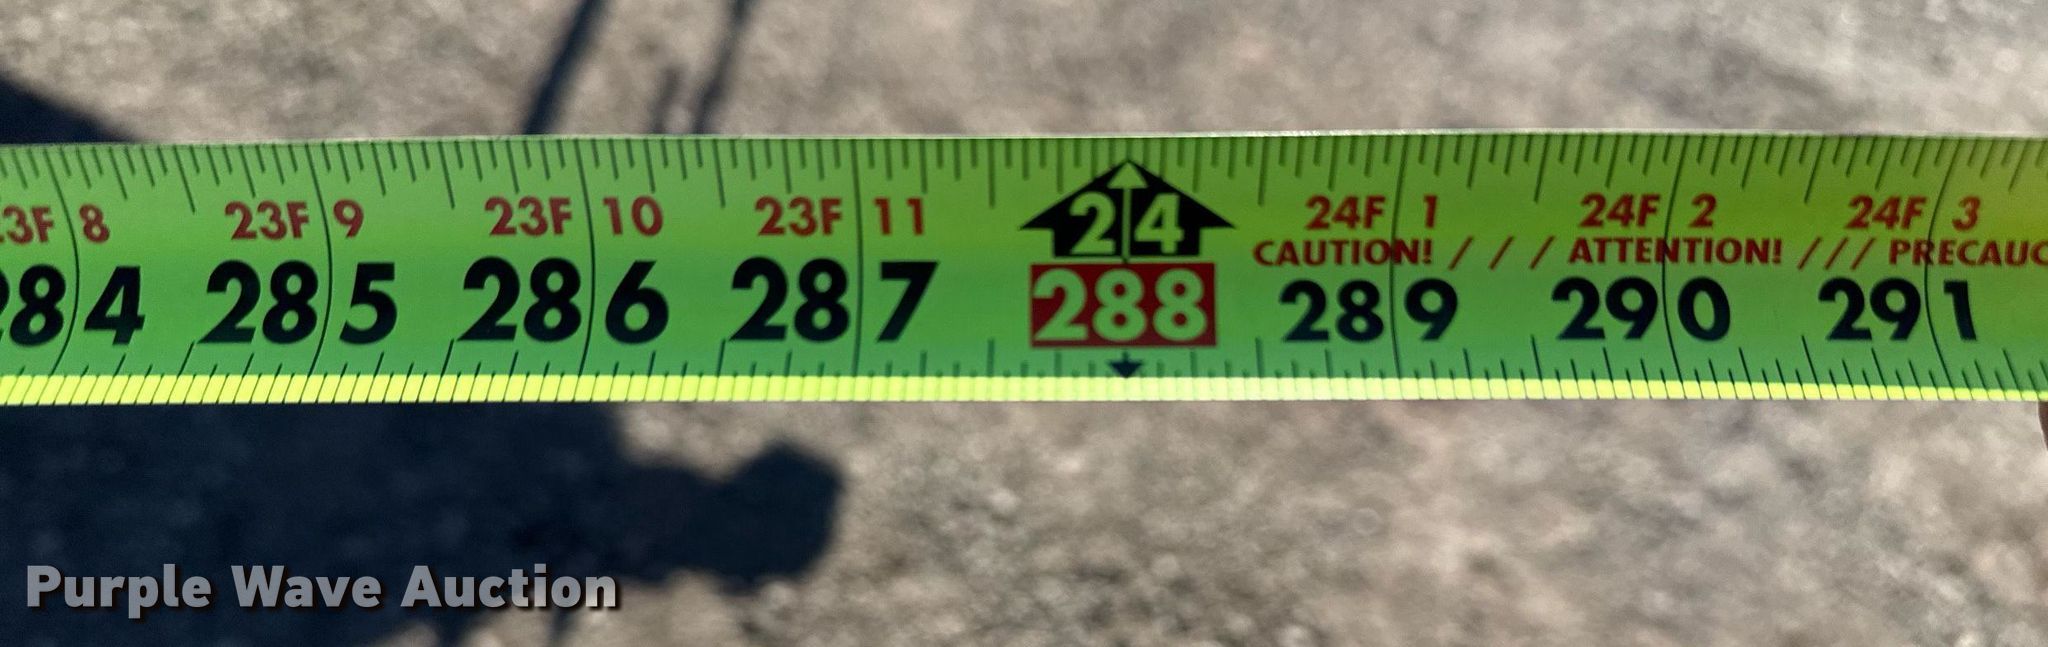 3F 8 23F 9 23F 10 23F 11 24 24F 1 24F 2 24F 3
CAUTION! / / / ATTENTION! /// PRECAUC
284 285 286 287 288 289 290 291
Purple Wave Auction